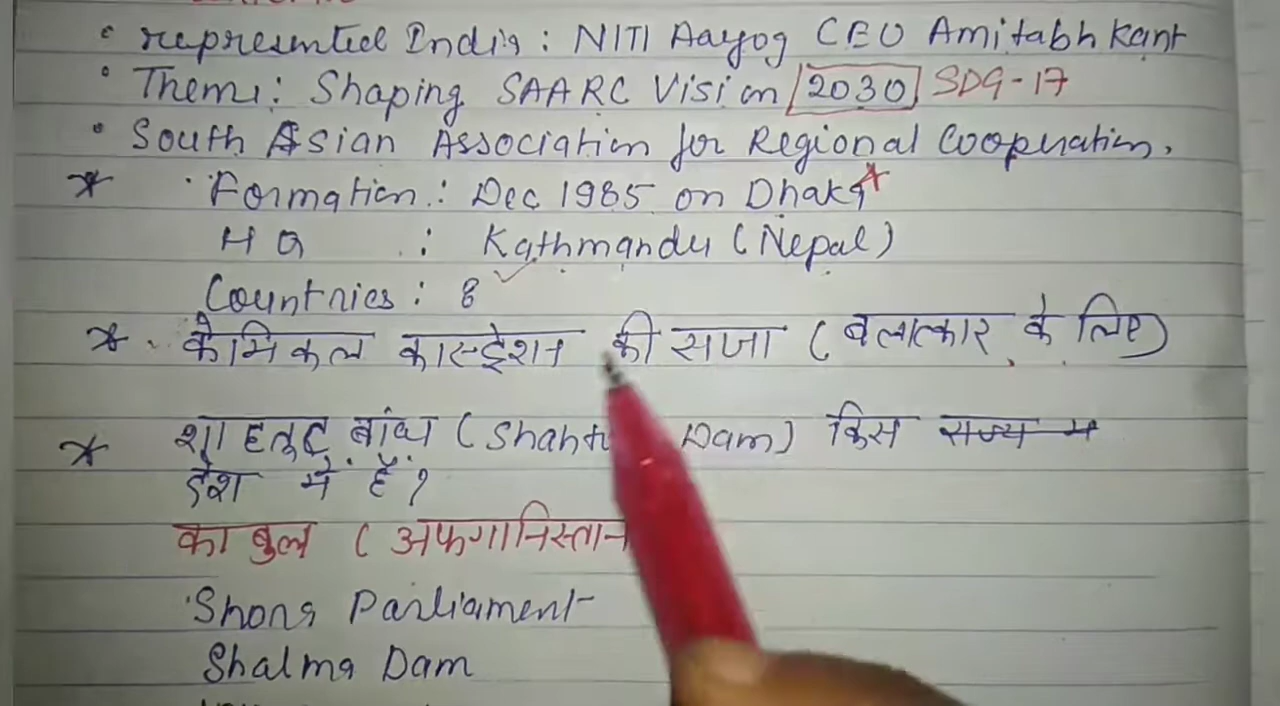 • represented India : NITI Aayog CEO Amitabh Kant
• Theme : Shaping SAARC Vision 2030 SDG-17
• South Asian Association for Regional Cooperation.
* • Formation : Dec 1985 on Dhaka
HQ : Kathmandu (Nepal)
Countries : 8
* • कैमिकल कास्ट्रेशन की सजा (बलात्कार के लिए)
* शाहतूट बांध (Shahtu Dam) किस राज्य में
देश में हैं ?
काबुल (अफगानिस्तान
Shona Parliament
Shalma Dam